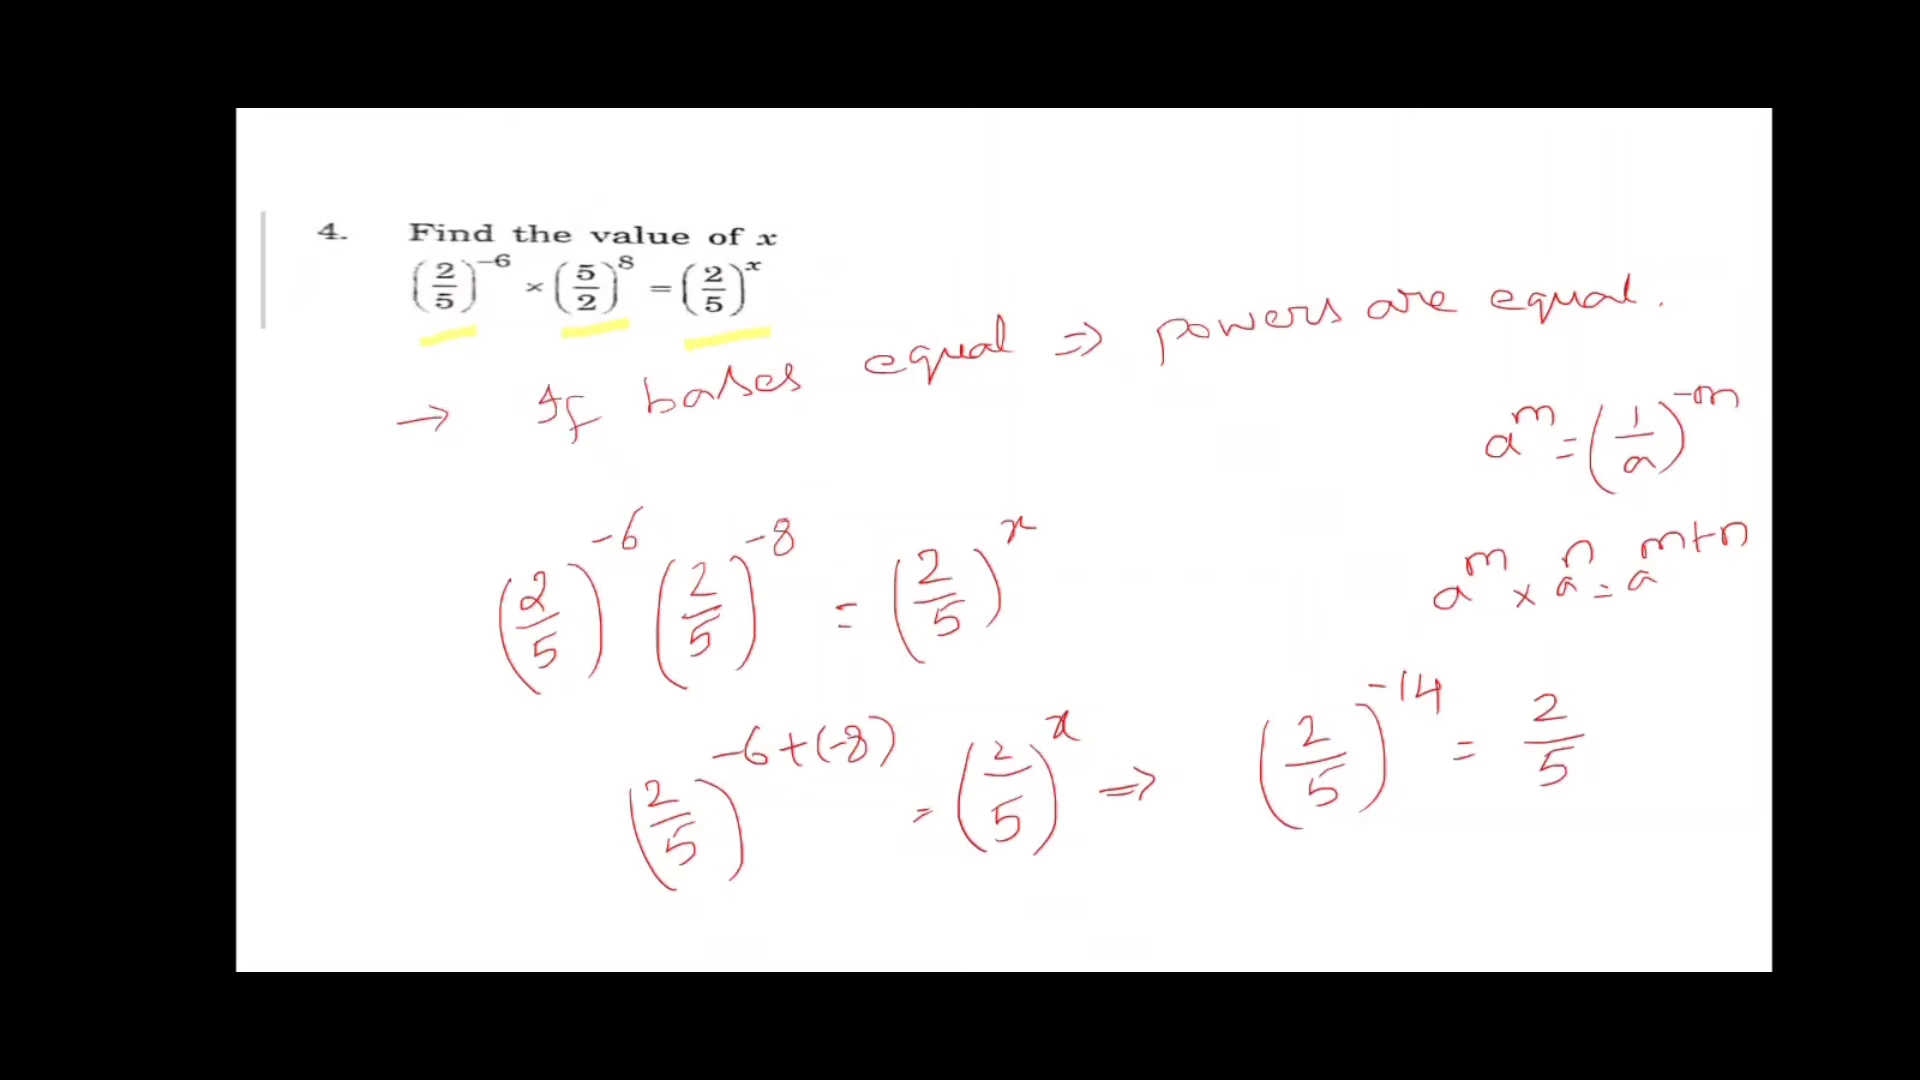 4. Find the value of x
(2/5)^-6 × (5/2)^8 = (2/5)^x
→ If bases equal ⇒ powers are equal.
a^m = (1/a)^-m
(2/5)^-6 (2/5)^-8 = (2/5)^x
a^m × a^n = a^m+n
(2/5)^-6+(-8) = (2/5)^x ⇒ (2/5)^-14 = 2/5